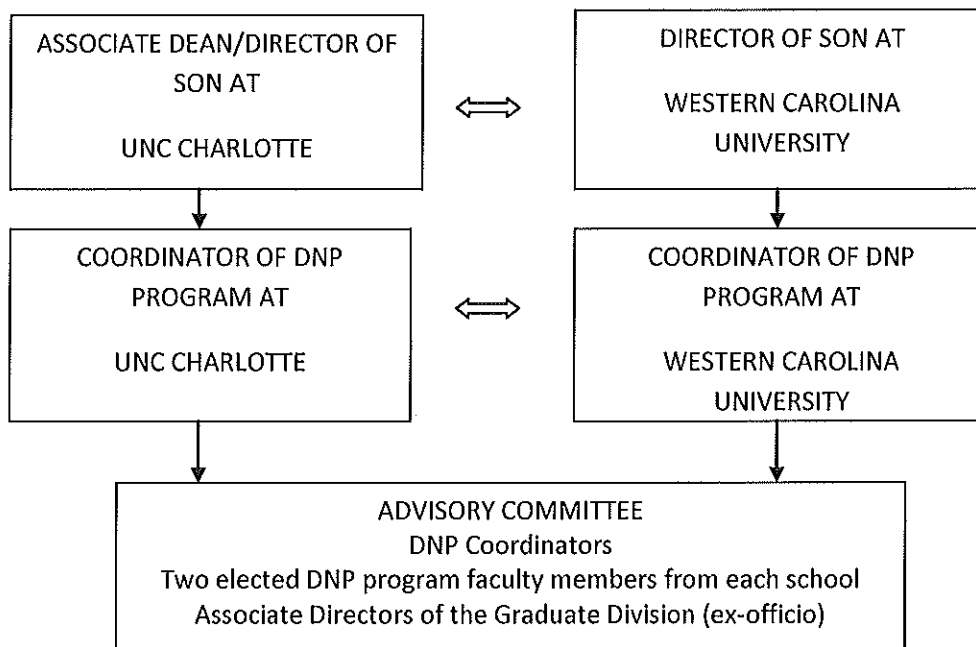 ASSOCIATE DEAN/DIRECTOR OF
SON AT
UNC CHARLOTTE
DIRECTOR OF SON AT
WESTERN CAROLINA
UNIVERSITY
COORDINATOR OF DNP
PROGRAM AT
UNC CHARLOTTE
COORDINATOR OF DNP
PROGRAM AT
WESTERN CAROLINA
UNIVERSITY
ADVISORY COMMITTEE
DNP Coordinators
Two elected DNP program faculty members from each school
Associate Directors of the Graduate Division (ex-officio)